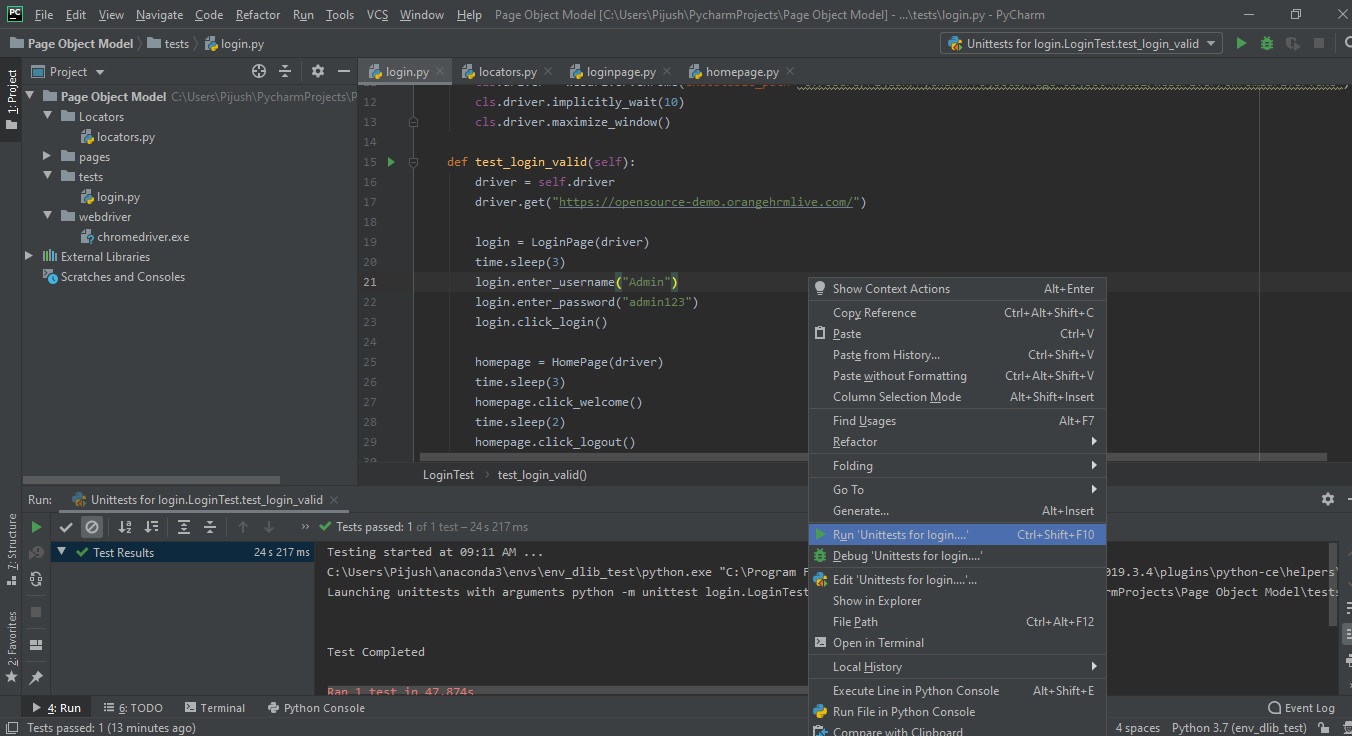 PC File Edit View Navigate Code Refactor Run Tools VCS Window Help Page Object Model [C:\Users\Pijush\PycharmProjects\Page Object Model] - ...\tests\login.py - PyCharm
Page Object Model tests login.py Unittests for login.LoginTest.test_login_valid
1: Project
Project
Page Object Model C:\Users\Pijush\PycharmProjects\P
Locators
locators.py
pages
tests
login.py
webdriver
chromedriver.exe
External Libraries
Scratches and Consoles
login.py locators.py loginpage.py homepage.py
12 cls.driver.implicitly_wait(10)
13 cls.driver.maximize_window()
14
15 def test_login_valid(self):
16 driver = self.driver
17 driver.get("https://opensource-demo.orangehrmlive.com/")
18
19 login = LoginPage(driver)
20 time.sleep(3)
21 login.enter_username("Admin")
22 login.enter_password("admin123")
23 login.click_login()
24
25 homepage = HomePage(driver)
26 time.sleep(3)
27 homepage.click_welcome()
28 time.sleep(2)
29 homepage.click_logout()
30
LoginTest test_login_valid()
Show Context Actions Alt+Enter
Copy Reference Ctrl+Alt+Shift+C
Paste Ctrl+V
Paste from History... Ctrl+Shift+V
Paste without Formatting Ctrl+Alt+Shift+V
Column Selection Mode Alt+Shift+Insert
Find Usages Alt+F7
Refactor
Folding
Go To
Generate... Alt+Insert
Run 'Unittests for login....' Ctrl+Shift+F10
Debug 'Unittests for login....'
Edit 'Unittests for login....'...
Show in Explorer
File Path Ctrl+Alt+F12
Open in Terminal
Local History
Execute Line in Python Console Alt+Shift+E
Run File in Python Console
Compare with Clipboard
Run: Unittests for login.LoginTest.test_login_valid
» Tests passed: 1 of 1 test – 24 s 217 ms
Test Results 24 s 217 ms
Testing started at 09:11 AM ...
C:\Users\Pijush\anaconda3\envs\env_dlib_test\python.exe "C:\Program F 019.3.4\plugins\python-ce\helpers\
Launching unittests with arguments python -m unittest login.LoginTest rmProjects\Page Object Model\tests
Test Completed
Ran 1 test in 47.874s
7: Structure
2: Favorites
4: Run 6: TODO Terminal Python Console Event Log
Tests passed: 1 (13 minutes ago) 4 spaces Python 3.7 (env_dlib_test)